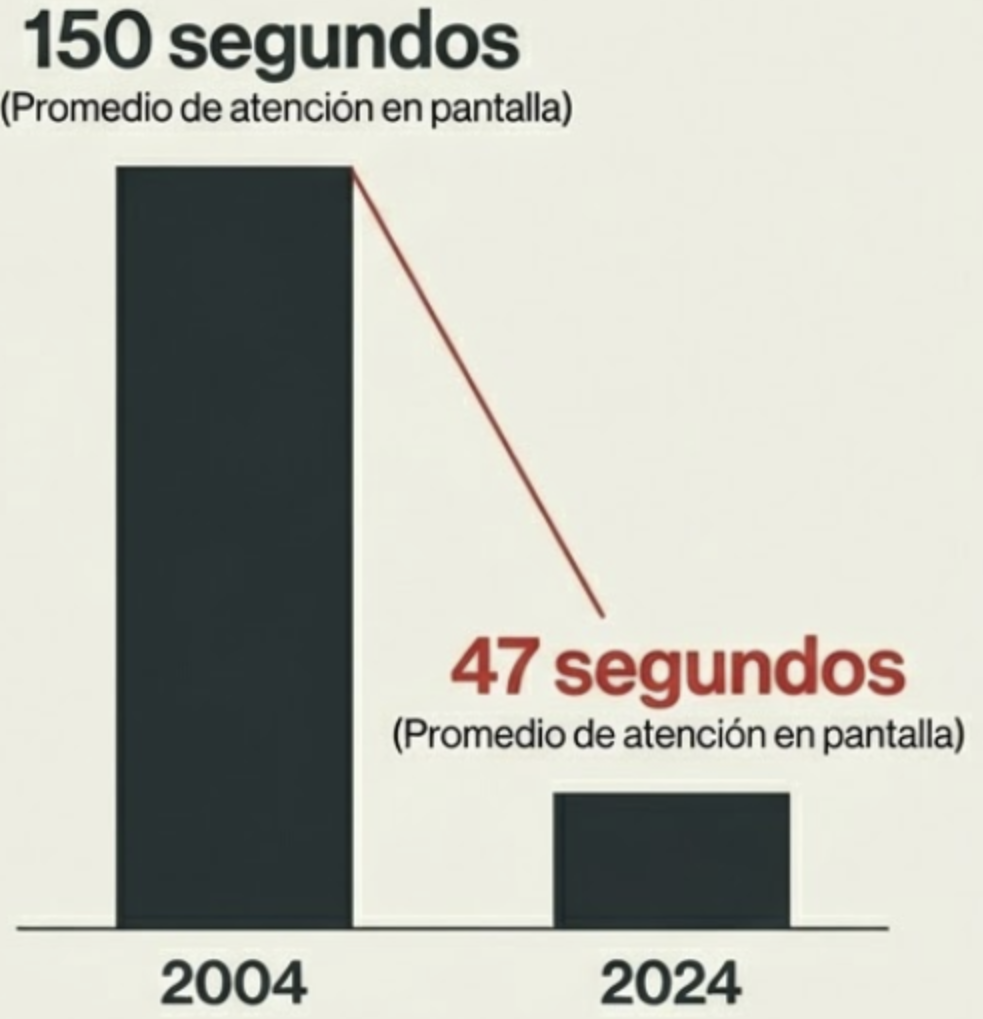 150 segundos
(Promedio de atención en pantalla)
47 segundos
(Promedio de atención en pantalla)
2004
2024